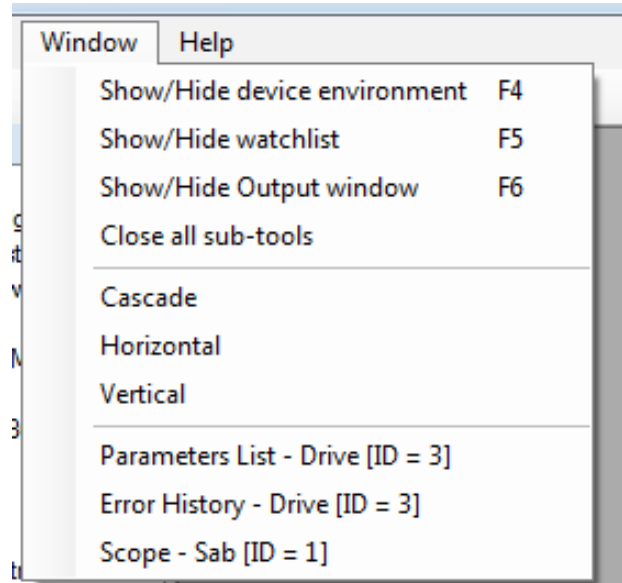 Window Help
Show/Hide device environment F4
Show/Hide watchlist F5
Show/Hide Output window F6
Close all sub-tools
Cascade
Horizontal
Vertical
Parameters List - Drive [ID = 3]
Error History - Drive [ID = 3]
Scope - Sab [ID = 1]